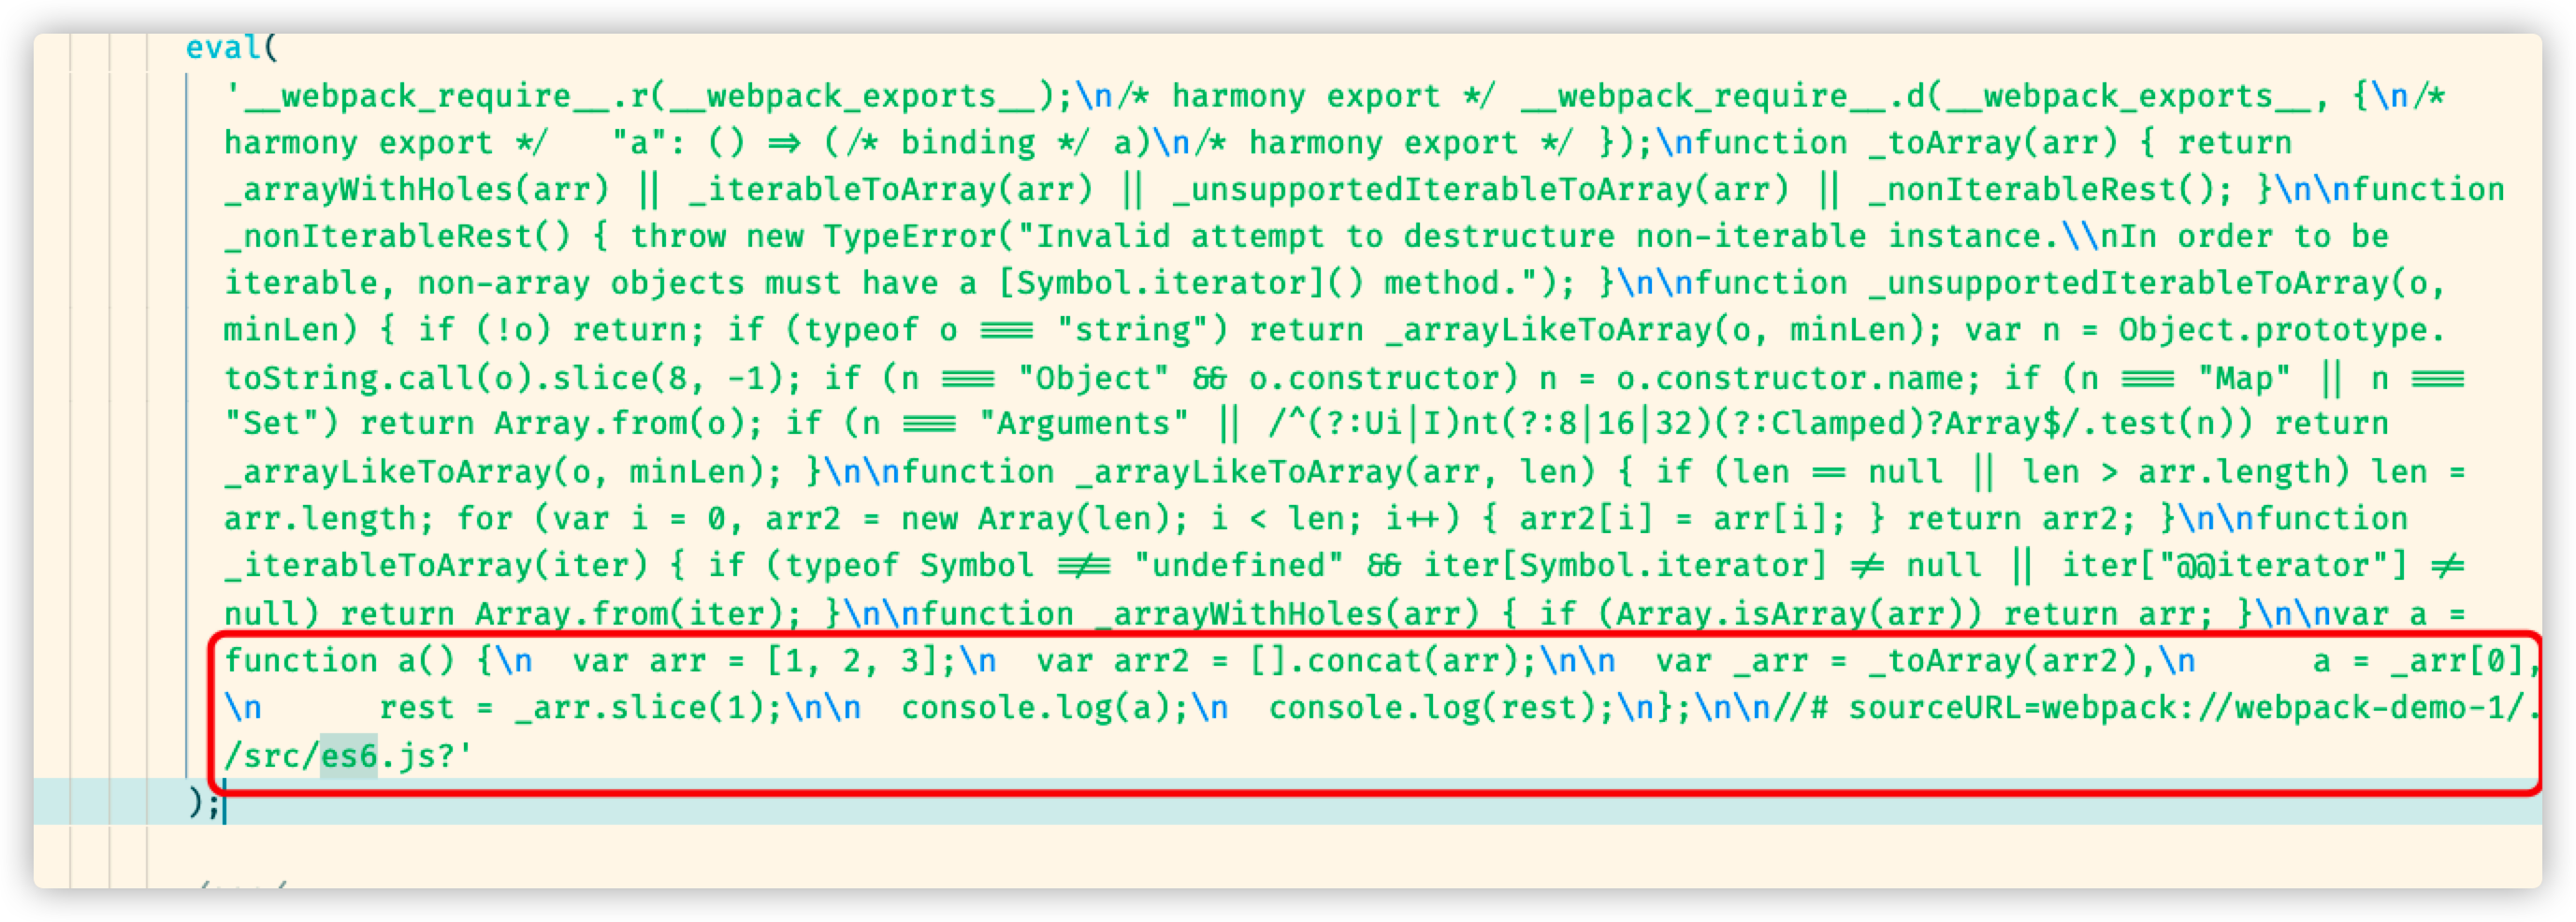 eval(
'__webpack_require__.r(__webpack_exports__);\n/* harmony export */ __webpack_require__.d(__webpack_exports__, {\n/*
harmony export */   "a": () => (/* binding */ a)\n/* harmony export */ });\nfunction _toArray(arr) { return
_arrayWithHoles(arr) || _iterableToArray(arr) || _unsupportedIterableToArray(arr) || _nonIterableRest(); }\n\nfunction
_nonIterableRest() { throw new TypeError("Invalid attempt to destructure non-iterable instance.\\nIn order to be
iterable, non-array objects must have a [Symbol.iterator]() method."); }\n\nfunction _unsupportedIterableToArray(o,
minLen) { if (!o) return; if (typeof o === "string") return _arrayLikeToArray(o, minLen); var n = Object.prototype.
toString.call(o).slice(8, -1); if (n === "Object" && o.constructor) n = o.constructor.name; if (n === "Map" || n ===
"Set") return Array.from(o); if (n === "Arguments" || /^(?:Ui|I)nt(?:8|16|32)(?:Clamped)?Array$/.test(n)) return
_arrayLikeToArray(o, minLen); }\n\nfunction _arrayLikeToArray(arr, len) { if (len == null || len > arr.length) len =
arr.length; for (var i = 0, arr2 = new Array(len); i < len; i++) { arr2[i] = arr[i]; } return arr2; }\n\nfunction
_iterableToArray(iter) { if (typeof Symbol !== "undefined" && iter[Symbol.iterator] != null || iter["@@iterator"] !=
null) return Array.from(iter); }\n\nfunction _arrayWithHoles(arr) { if (Array.isArray(arr)) return arr; }\n\nvar a =
function a() {\n  var arr = [1, 2, 3];\n  var arr2 = [].concat(arr);\n\n  var _arr = _toArray(arr2),\n      a = _arr[0],
\n      rest = _arr.slice(1);\n\n  console.log(a);\n  console.log(rest);\n};\n\n//# sourceURL=webpack://webpack-demo-1/.
/src/es6.js?'
);